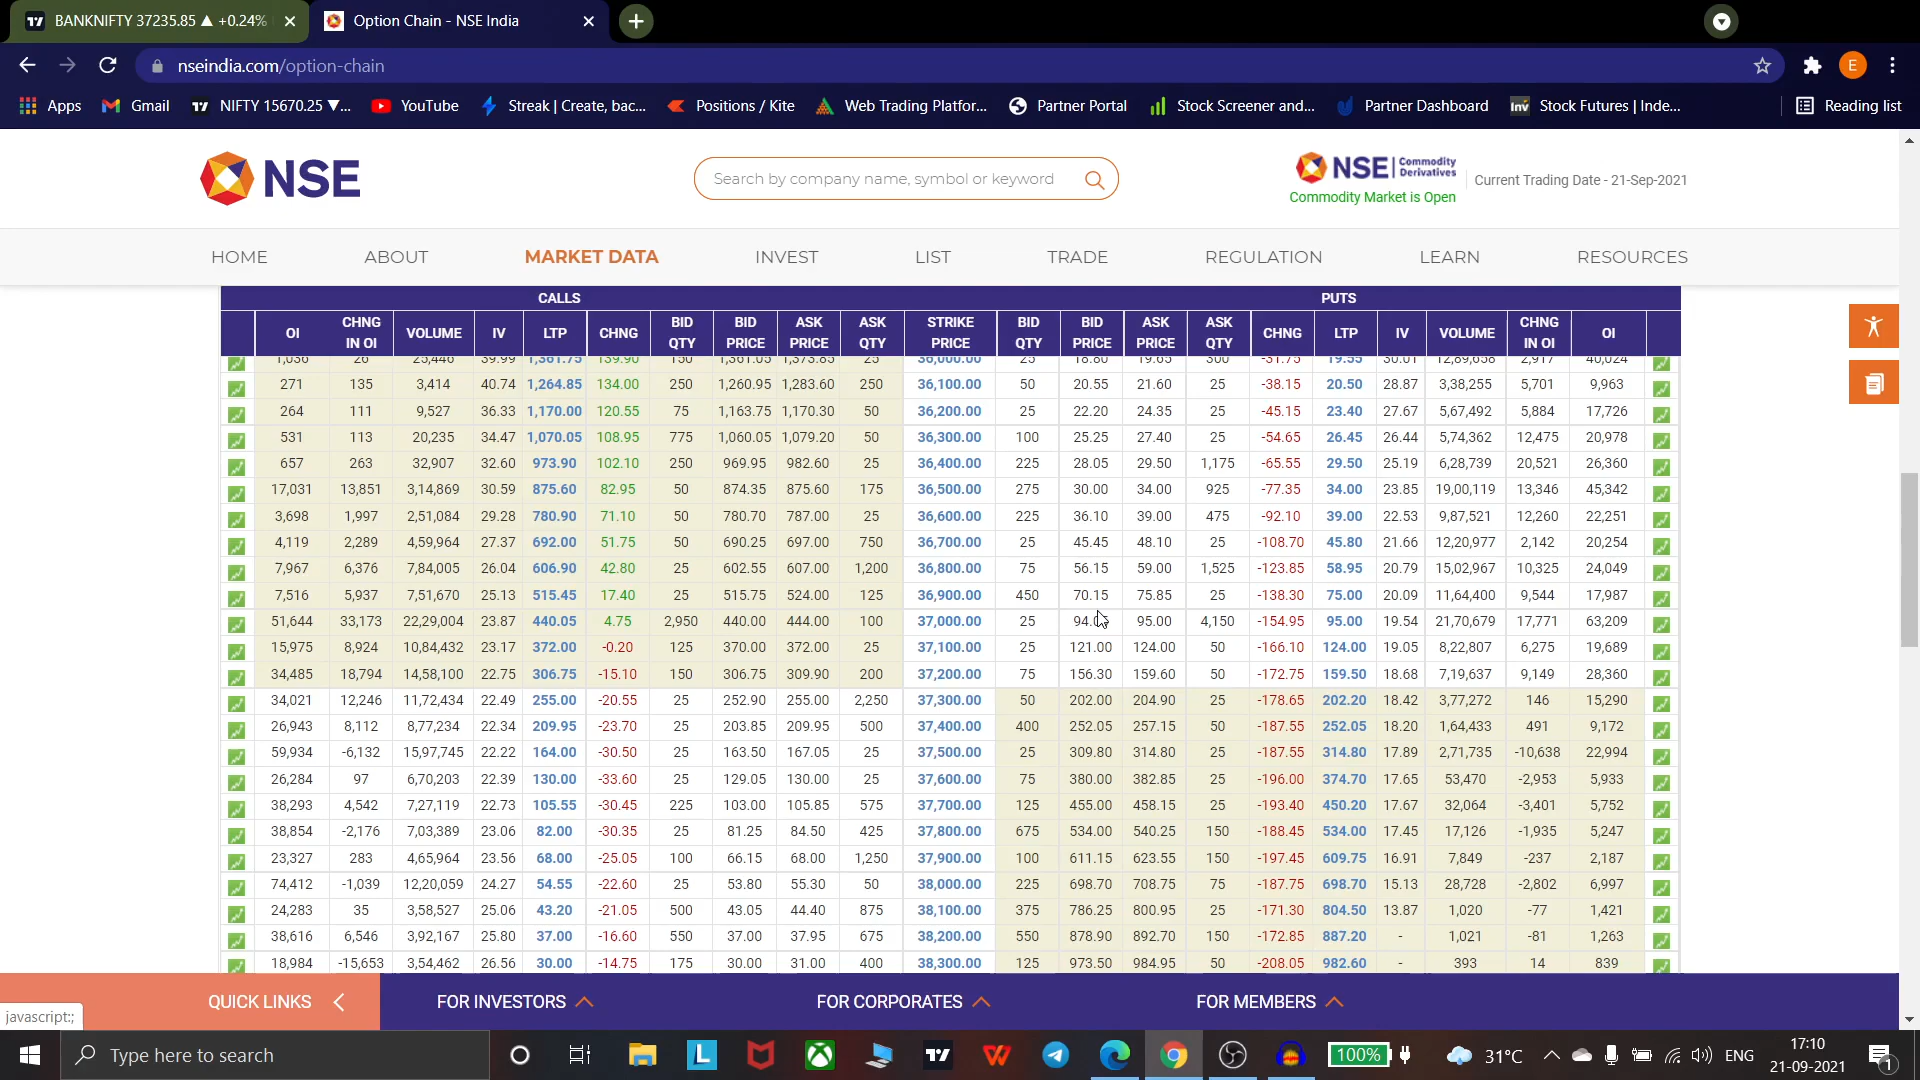 BANKNIFTY 37235.85 ▲ +0.24%
Option Chain - NSE India
nseindia.com/option-chain
E
Apps Gmail NIFTY 15670.25 ▼... YouTube Streak | Create, bac... Positions / Kite Web Trading Platfor... Partner Portal Stock Screener and... Partner Dashboard Stock Futures | Inde... Reading list
NSE
Search by company name, symbol or keyword
NSE | Commodity Derivatives
Commodity Market is Open
Current Trading Date - 21-Sep-2021
HOME ABOUT MARKET DATA INVEST LIST TRADE REGULATION LEARN RESOURCES
CALLS PUTS
OI CHNG IN OI VOLUME IV LTP CHNG BID QTY BID PRICE ASK PRICE ASK QTY STRIKE PRICE BID QTY BID PRICE ASK PRICE ASK QTY CHNG LTP IV VOLUME CHNG IN OI OI
1,036 26 25,446 39.99 1,361.75 139.90 150 1,361.05 1,373.85 25 36,000.00 25 18.80 19.65 300 -31.75 19.55 30.01 12,89,658 2,917 40,024
271 135 3,414 40.74 1,264.85 134.00 250 1,260.95 1,283.60 250 36,100.00 50 20.55 21.60 25 -38.15 20.50 28.87 3,38,255 5,701 9,963
264 111 9,527 36.33 1,170.00 120.55 75 1,163.75 1,170.30 50 36,200.00 25 22.20 24.35 25 -45.15 23.40 27.67 5,67,492 5,884 17,726
531 113 20,235 34.47 1,070.05 108.95 775 1,060.05 1,079.20 50 36,300.00 100 25.25 27.40 25 -54.65 26.45 26.44 5,74,362 12,475 20,978
657 263 32,907 32.60 973.90 102.10 250 969.95 982.60 25 36,400.00 225 28.05 29.50 1,175 -65.55 29.50 25.19 6,28,739 20,521 26,360
17,031 13,851 3,14,869 30.59 875.60 82.95 50 874.35 875.60 175 36,500.00 275 30.00 34.00 925 -77.35 34.00 23.85 19,00,119 13,346 45,342
3,698 1,997 2,51,084 29.28 780.90 71.10 50 780.70 787.00 25 36,600.00 225 36.10 39.00 475 -92.10 39.00 22.53 9,87,521 12,260 22,251
4,119 2,289 4,59,964 27.37 692.00 51.75 50 690.25 697.00 750 36,700.00 25 45.45 48.10 25 -108.70 45.80 21.66 12,20,977 2,142 20,254
7,967 6,376 7,84,005 26.04 606.90 42.80 25 602.55 607.00 1,200 36,800.00 75 56.15 59.00 1,525 -123.85 58.95 20.79 15,02,967 10,325 24,049
7,516 5,937 7,51,670 25.13 515.45 17.40 25 515.75 524.00 125 36,900.00 450 70.15 75.85 25 -138.30 75.00 20.09 11,64,400 9,544 17,987
51,644 33,173 22,29,004 23.87 440.05 4.75 2,950 440.00 444.00 100 37,000.00 25 95.00 4,150 -154.95 95.00 19.54 21,70,679 17,771 63,209
15,975 8,924 10,84,432 23.17 372.00 -0.20 125 370.00 372.00 25 37,100.00 25 121.00 124.00 50 -166.10 124.00 19.05 8,22,807 6,275 19,689
34,485 18,794 14,58,100 22.75 306.75 -15.10 150 306.75 309.90 200 37,200.00 75 156.30 159.60 50 -172.75 159.50 18.68 7,19,637 9,149 28,360
34,021 12,246 11,72,434 22.49 255.00 -20.55 25 252.90 255.00 2,250 37,300.00 50 202.00 204.90 25 -178.65 202.20 18.42 3,77,272 146 15,290
26,943 8,112 8,77,234 22.34 209.95 -23.70 25 203.85 209.95 500 37,400.00 400 252.05 257.15 50 -187.55 252.05 18.20 1,64,433 491 9,172
59,934 -6,132 15,97,745 22.22 164.00 -30.50 25 163.50 167.05 25 37,500.00 25 309.80 314.80 25 -187.55 314.80 17.89 2,71,735 -10,638 22,994
26,284 97 6,70,203 22.39 130.00 -33.60 25 129.05 130.00 25 37,600.00 75 380.00 382.85 25 -196.00 374.70 17.65 53,470 -2,953 5,933
38,293 4,542 7,27,119 22.73 105.55 -30.45 225 103.00 105.85 575 37,700.00 125 455.00 458.15 25 -193.40 450.20 17.67 32,064 -3,401 5,752
38,854 -2,176 7,03,389 23.06 82.00 -30.35 25 81.25 84.50 425 37,800.00 675 534.00 540.25 150 -188.45 534.00 17.45 17,126 -1,935 5,247
23,327 283 4,65,964 23.56 68.00 -25.05 100 66.15 68.00 1,250 37,900.00 100 611.15 623.55 150 -197.45 609.75 16.91 7,849 -237 2,187
74,412 -1,039 12,20,059 24.27 54.55 -22.60 25 53.80 55.30 50 38,000.00 225 698.70 708.75 75 -187.75 698.70 15.13 28,728 -2,802 6,997
24,283 35 3,58,527 25.06 43.20 -21.05 500 43.05 44.40 875 38,100.00 375 786.25 800.95 25 -171.30 804.50 13.87 1,020 -77 1,421
38,616 6,546 3,92,167 25.80 37.00 -16.60 550 37.00 37.95 675 38,200.00 550 878.90 892.70 150 -172.85 887.20 - 1,021 -81 1,263
18,984 -15,653 3,54,462 26.56 30.00 -14.75 175 30.00 31.00 400 38,300.00 125 973.50 984.95 50 -208.05 982.60 - 393 14 839
QUICK LINKS FOR INVESTORS FOR CORPORATES FOR MEMBERS
javascript:;
Type here to search
100% 31°C ENG
17:10
21-09-2021
1